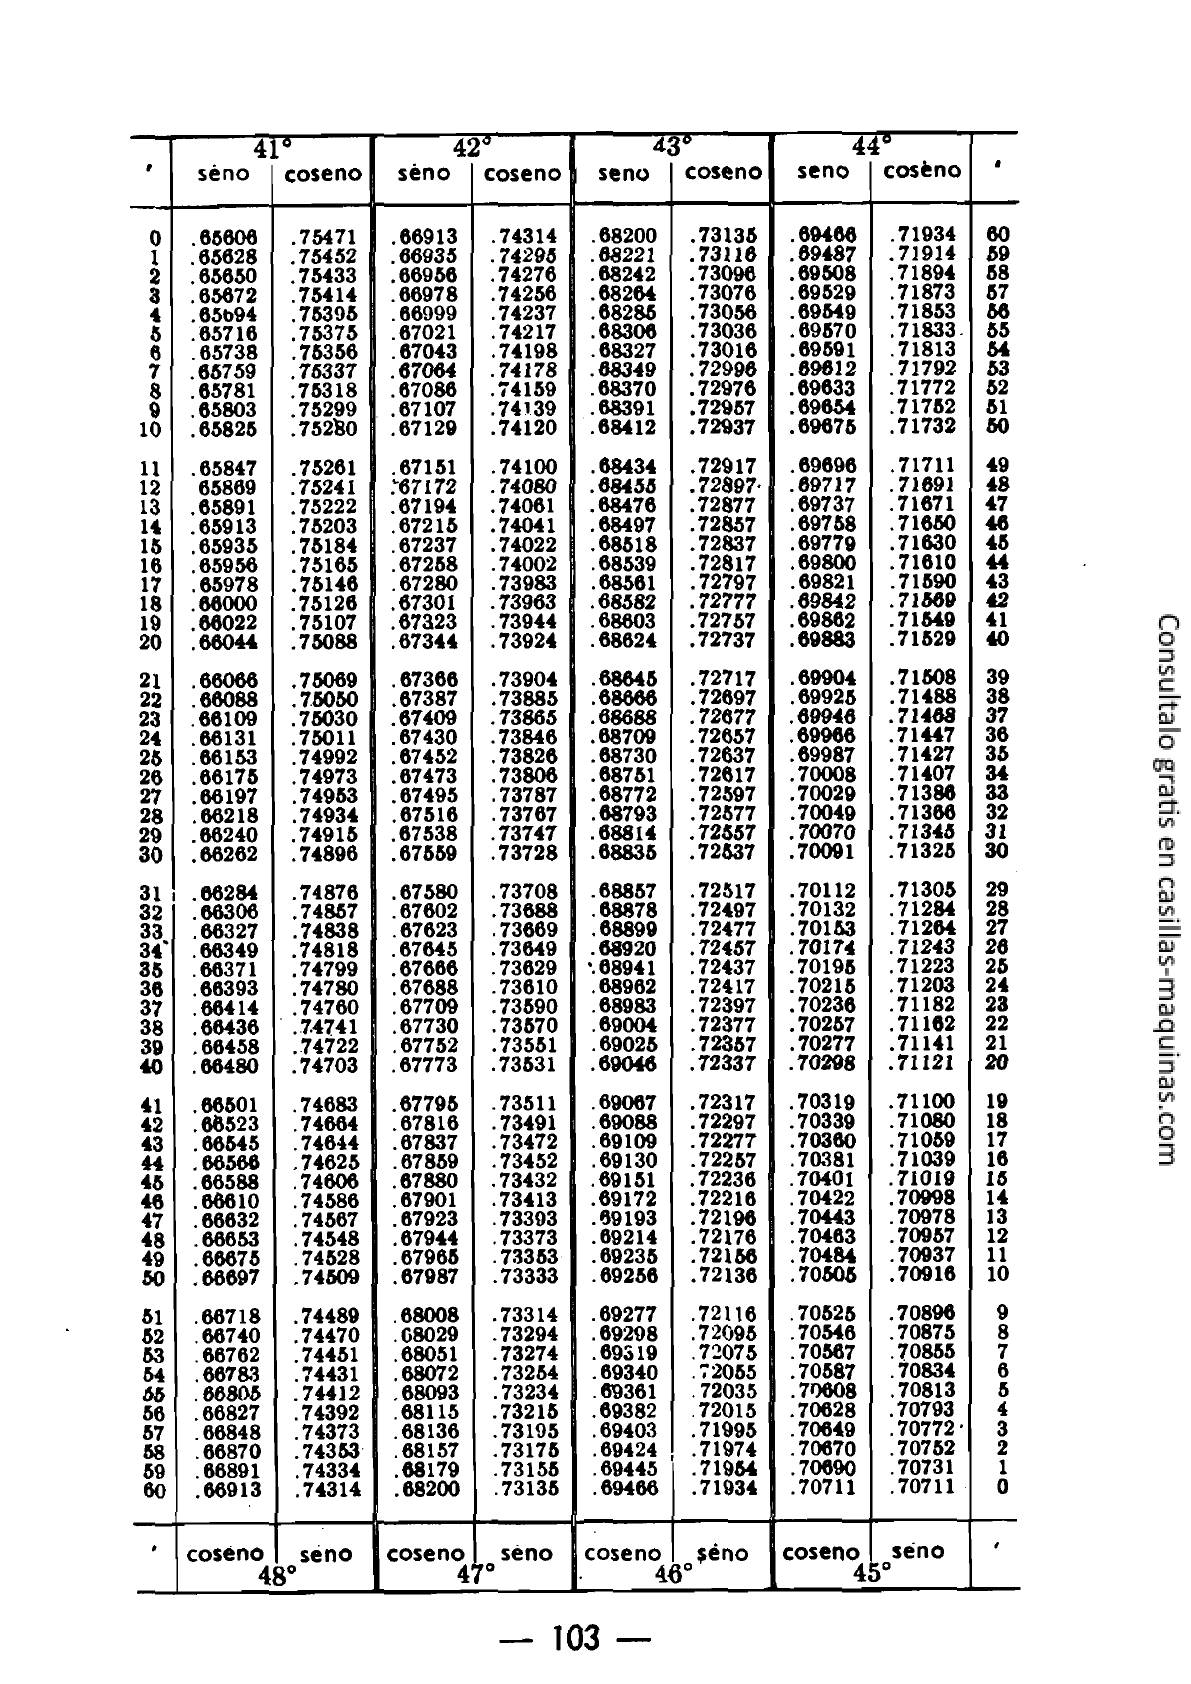 41° 42° 43° 44°
' séno coseno séno coseno seno coseno seno coseno '
0 .65606 .75471 .66913 .74314 .68200 .73135 .69466 .71934 60
1 .65628 .75452 .66935 .74295 .68221 .73116 .69487 .71914 59
2 .65650 .75433 .66956 .74276 .68242 .73096 .69508 .71894 58
3 .65672 .75414 .66978 .74256 .68264 .73076 .69529 .71873 57
4 .65694 .75395 .66999 .74237 .68285 .73056 .69549 .71853 56
5 .65716 .75375 .67021 .74217 .68306 .73036 .69570 .71833 55
6 .65738 .75356 .67043 .74198 .68327 .73016 .69591 .71813 54
7 .65759 .75337 .67064 .74178 .68349 .72996 .69612 .71792 53
8 .65781 .75318 .67086 .74159 .68370 .72976 .69633 .71772 52
9 .65803 .75299 .67107 .74139 .68391 .72957 .69654 .71752 51
10 .65825 .75280 .67129 .74120 .68412 .72937 .69675 .71732 50
11 .65847 .75261 .67151 .74100 .68434 .72917 .69696 .71711 49
12 65869 .75241 .67172 .74080 .68455 .72897 .69717 .71691 48
13 .65891 .75222 .67194 .74061 .68476 .72877 .69737 .71671 47
14 .65913 .75203 .67215 .74041 .68497 .72857 .69758 .71650 46
15 .65935 .75184 .67237 .74022 .68518 .72837 .69779 .71630 45
16 .65956 .75165 .67258 .74002 .68539 .72817 .69800 .71610 44
17 .65978 .75146 .67280 .73983 .68561 .72797 .69821 .71590 43
18 .66000 .75126 .67301 .73963 .68582 .72777 .69842 .71569 42
19 .66022 .75107 .67323 .73944 .68603 .72757 .69862 .71549 41
20 .66044 .75088 .67344 .73924 .68624 .72737 .69883 .71529 40
21 .66066 .75069 .67366 .73904 .68645 .72717 .69904 .71508 39
22 .66088 .75050 .67387 .73885 .68666 .72697 .69925 .71488 38
23 .66109 .75030 .67409 .73865 .68688 .72677 .69946 .71468 37
24 .66131 .75011 .67430 .73846 .68709 .72657 .69966 .71447 36
25 .66153 .74992 .67452 .73826 .68730 .72637 .69987 .71427 35
26 .66175 .74973 .67473 .73806 .68751 .72617 .70008 .71407 34
27 .66197 .74953 .67495 .73787 .68772 .72597 .70029 .71386 33
28 .66218 .74934 .67516 .73767 .68793 .72577 .70049 .71366 32
29 .66240 .74915 .67538 .73747 .68814 .72557 .70070 .71345 31
30 .66262 .74896 .67559 .73728 .68835 .72537 .70091 .71325 30
31 .66284 .74876 .67580 .73708 .68857 .72517 .70112 .71305 29
32 .66306 .74857 .67602 .73688 .68878 .72497 .70132 .71284 28
33 .66327 .74838 .67623 .73669 .68899 .72477 .70153 .71264 27
34 .66349 .74818 .67645 .73649 .68920 .72457 .70174 .71243 26
35 .66371 .74799 .67666 .73629 .68941 .72437 .70195 .71223 25
36 .66393 .74780 .67688 .73610 .68962 .72417 .70215 .71203 24
37 .66414 .74760 .67709 .73590 .68983 .72397 .70236 .71182 23
38 .66436 .74741 .67730 .73570 .69004 .72377 .70257 .71162 22
39 .66458 .74722 .67752 .73551 .69025 .72357 .70277 .71141 21
40 .66480 .74703 .67773 .73531 .69046 .72337 .70298 .71121 20
41 .66501 .74683 .67795 .73511 .69067 .72317 .70319 .71100 19
42 .66523 .74664 .67816 .73491 .69088 .72297 .70339 .71080 18
43 .66545 .74644 .67837 .73472 .69109 .72277 .70360 .71059 17
44 .66566 .74625 .67859 .73452 .69130 .72257 .70381 .71039 16
45 .66588 .74606 .67880 .73432 .69151 .72236 .70401 .71019 15
46 .66610 .74586 .67901 .73413 .69172 .72216 .70422 .70998 14
47 .66632 .74567 .67923 .73393 .69193 .72196 .70443 .70978 13
48 .66653 .74548 .67944 .73373 .69214 .72176 .70463 .70957 12
49 .66675 .74528 .67965 .73353 .69235 .72156 .70484 .70937 11
50 .66697 .74509 .67987 .73333 .69256 .72136 .70505 .70916 10
51 .66718 .74489 .68008 .73314 .69277 .72116 .70525 .70896 9
52 .66740 .74470 .68029 .73294 .69298 .72095 .70546 .70875 8
53 .66762 .74451 .68051 .73274 .69319 .72075 .70567 .70855 7
54 .66783 .74431 .68072 .73254 .69340 .72055 .70587 .70834 6
55 .66805 .74412 .68093 .73234 .69361 .72035 .70608 .70813 5
56 .66827 .74392 .68115 .73215 .69382 .72015 .70628 .70793 4
57 .66848 .74373 .68136 .73195 .69403 .71995 .70649 .70772 3
58 .66870 .74353 .68157 .73175 .69424 .71974 .70670 .70752 2
59 .66891 .74334 .68179 .73155 .69445 .71954 .70690 .70731 1
60 .66913 .74314 .68200 .73135 .69466 .71934 .70711 .70711 0
' coseno seno coseno seno coseno séno coseno seno '
48° 47° 46° 45°
— 103 —
Consúltalo gratis en casillas-maquinas.com